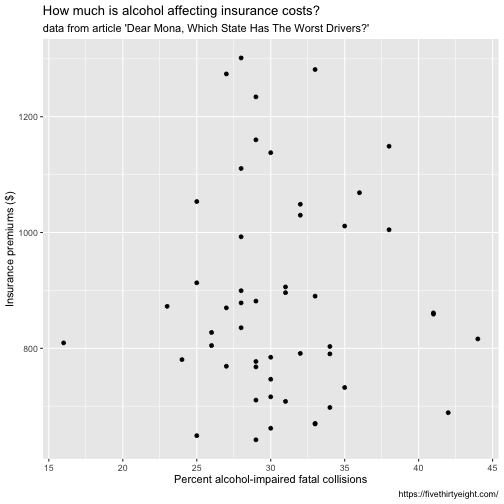 How much is alcohol affecting insurance costs?
data from article 'Dear Mona, Which State Has The Worst Drivers?'
1200
1000
800
Insurance premiums ($)
15 20 25 30 35 40 45
Percent alcohol-impaired fatal collisions
https://fivethirtyeight.com/